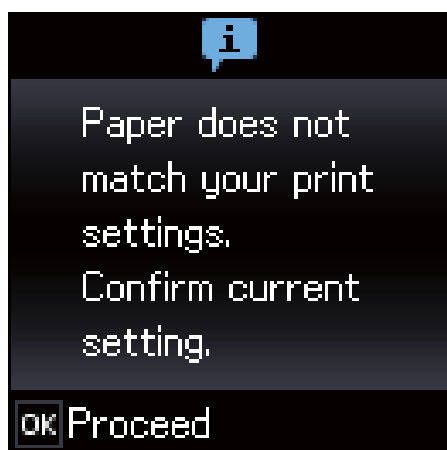 i
Paper does not
match your print
settings.
Confirm current
setting.
OK Proceed